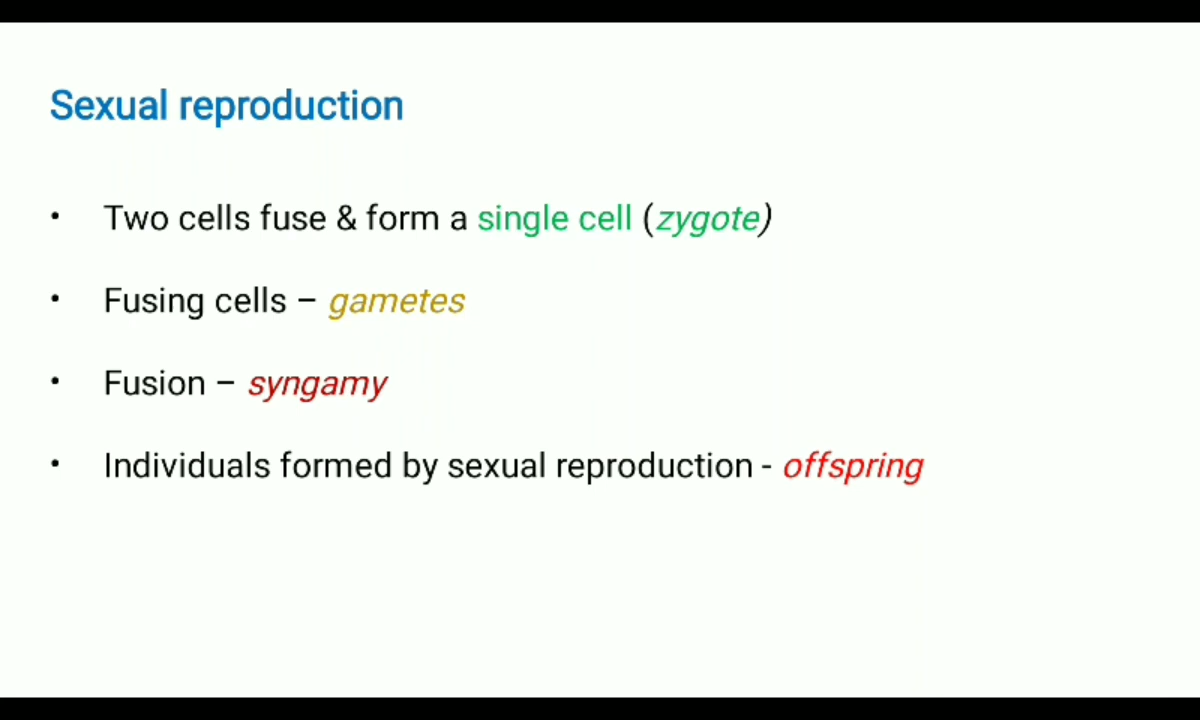 Sexual reproduction
• Two cells fuse & form a single cell (zygote)
• Fusing cells – gametes
• Fusion – syngamy
• Individuals formed by sexual reproduction - offspring